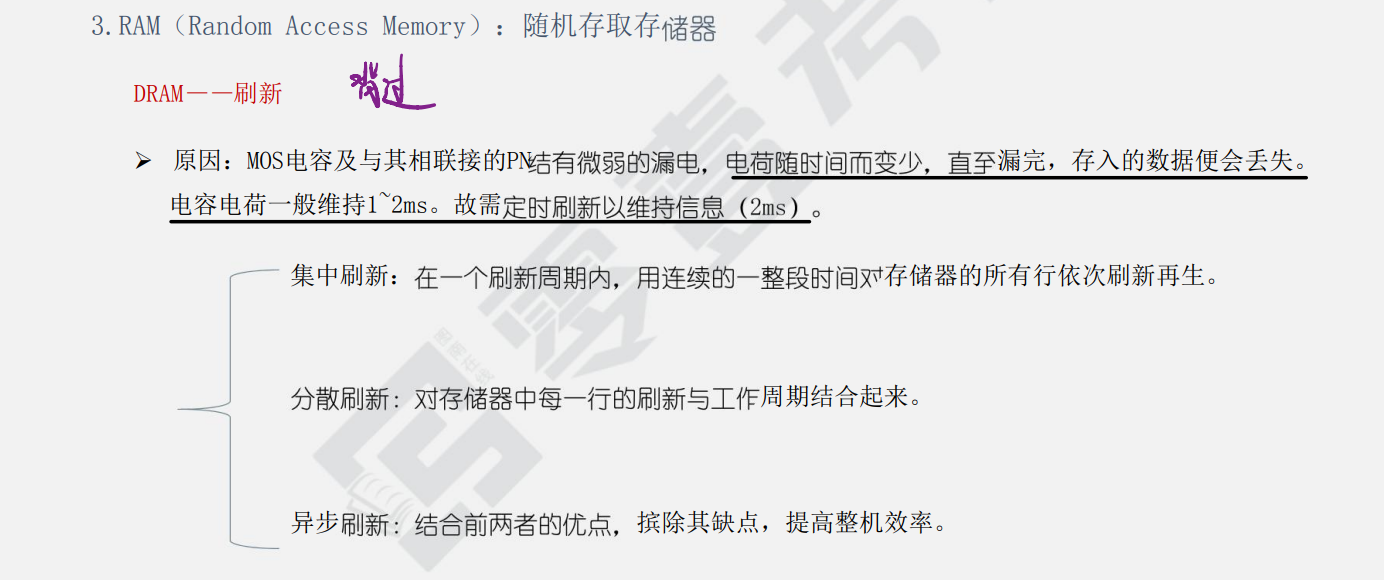 3.RAM（Random Access Memory）：随机存取存储器
DRAM——刷新
原因：MOS电容及与其相联接的PN结有微弱的漏电，电荷随时间而变少，直至漏完，存入的数据便会丢失。
电容电荷一般维持1~2ms。故需定时刷新以维持信息（2ms）。
集中刷新：在一个刷新周期内，用连续的一整段时间对存储器的所有行依次刷新再生。
分散刷新：对存储器中每一行的刷新与工作周期结合起来。
异步刷新：结合前两者的优点，摈除其缺点，提高整机效率。
零壹考